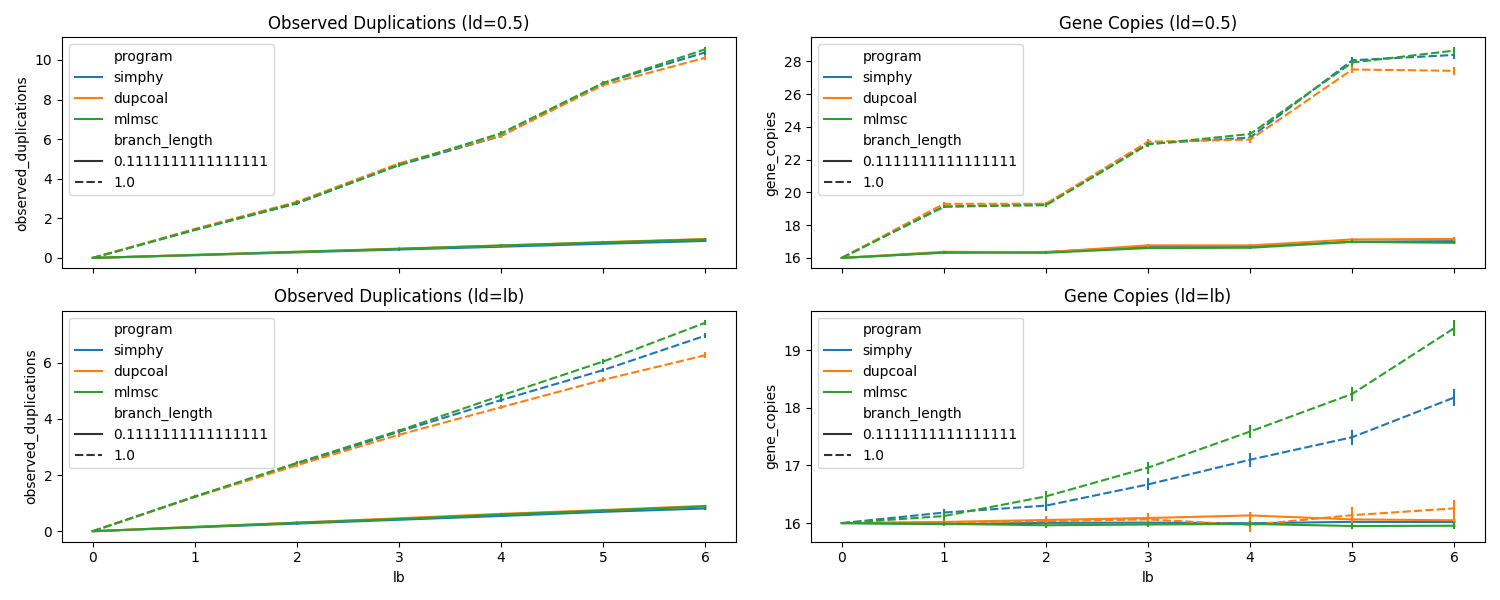 Observed Duplications (ld=0.5)
observed_duplications
10
8
6
4
2
0
program
simphy
dupcoal
mlmsc
branch_length
0.1111111111111111
1.0
Gene Copies (ld=0.5)
gene_copies
28
26
24
22
20
18
16
program
simphy
dupcoal
mlmsc
branch_length
0.1111111111111111
1.0
Observed Duplications (ld=lb)
observed_duplications
6
4
2
0
program
simphy
dupcoal
mlmsc
branch_length
0.1111111111111111
1.0
0 1 2 3 4 5 6
lb
Gene Copies (ld=lb)
gene_copies
19
18
17
16
program
simphy
dupcoal
mlmsc
branch_length
0.1111111111111111
1.0
0 1 2 3 4 5 6
lb